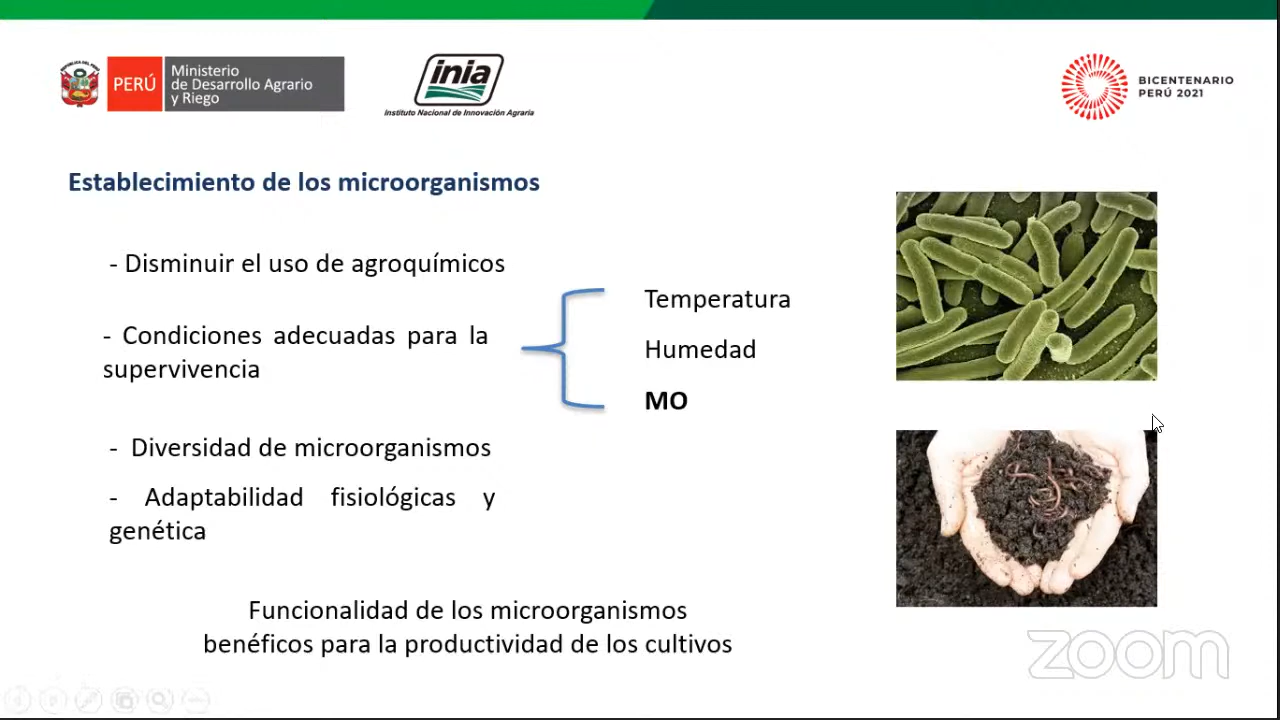 PERÚ
Ministerio
de Desarrollo Agrario
y Riego
inia
Instituto Nacional de Innovación Agraria
BICENTENARIO
PERÚ 2021
Establecimiento de los microorganismos
- Disminuir el uso de agroquímicos
- Condiciones adecuadas para la
supervivencia
Temperatura
Humedad
MO
- Diversidad de microorganismos
- Adaptabilidad fisiológicas y
genética
Funcionalidad de los microorganismos
benéficos para la productividad de los cultivos
zoom